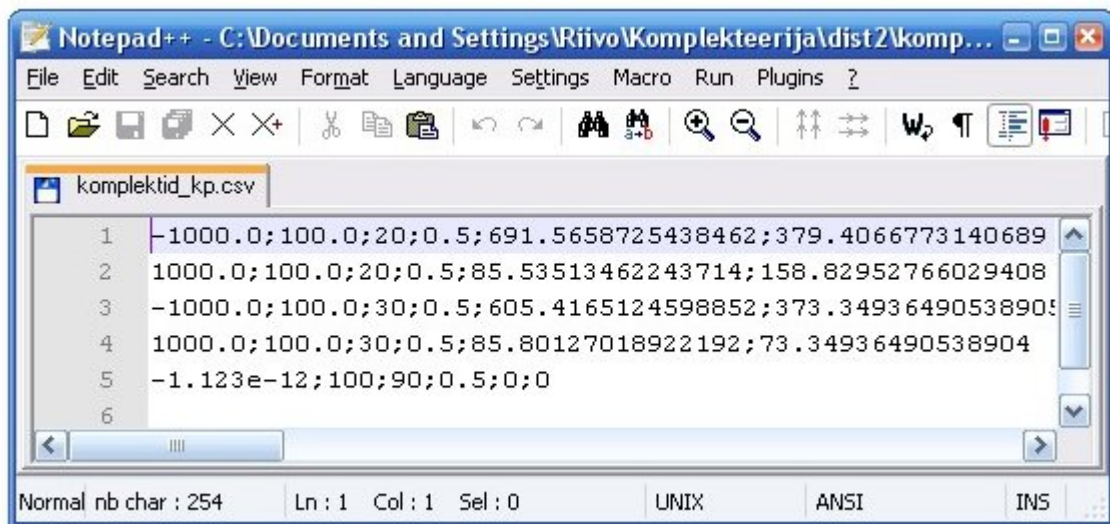 Notepad++ - C:\Documents and Settings\Riivo\Komplekteerija\dist2\komp...
File Edit Search View Format Language Settings Macro Run Plugins ?
komplektid_kp.csv
1 -1000.0;100.0;20;0.5;691.5658725438462;379.4066773140689
2 1000.0;100.0;20;0.5;85.53513462243714;158.82952766029408
3 -1000.0;100.0;30;0.5;605.4165124598852;373.3493649053890
4 1000.0;100.0;30;0.5;85.80127018922192;73.34936490538904
5 -1.123e-12;100;90;0.5;0;0
6
Normal nb char : 254 Ln : 1 Col : 1 Sel : 0 UNIX ANSI INS